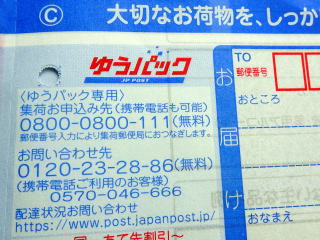 © 大切なお荷物を、しっか
ゆうパック
JP POST
〈ゆうパック専用〉
集荷お申込み先(携帯電話も可能)
0800-0800-111(無料)
郵便番号入力により集荷郵便局におつなぎします。
お問い合わせ先
0120-23-28-86(無料)
(携帯電話ご利用のお客様)
0570-046-666
配達状況お問い合わせ
https://www.post.japanpost.jp/
TO
郵便番号
おところ
お届け
おなまえ